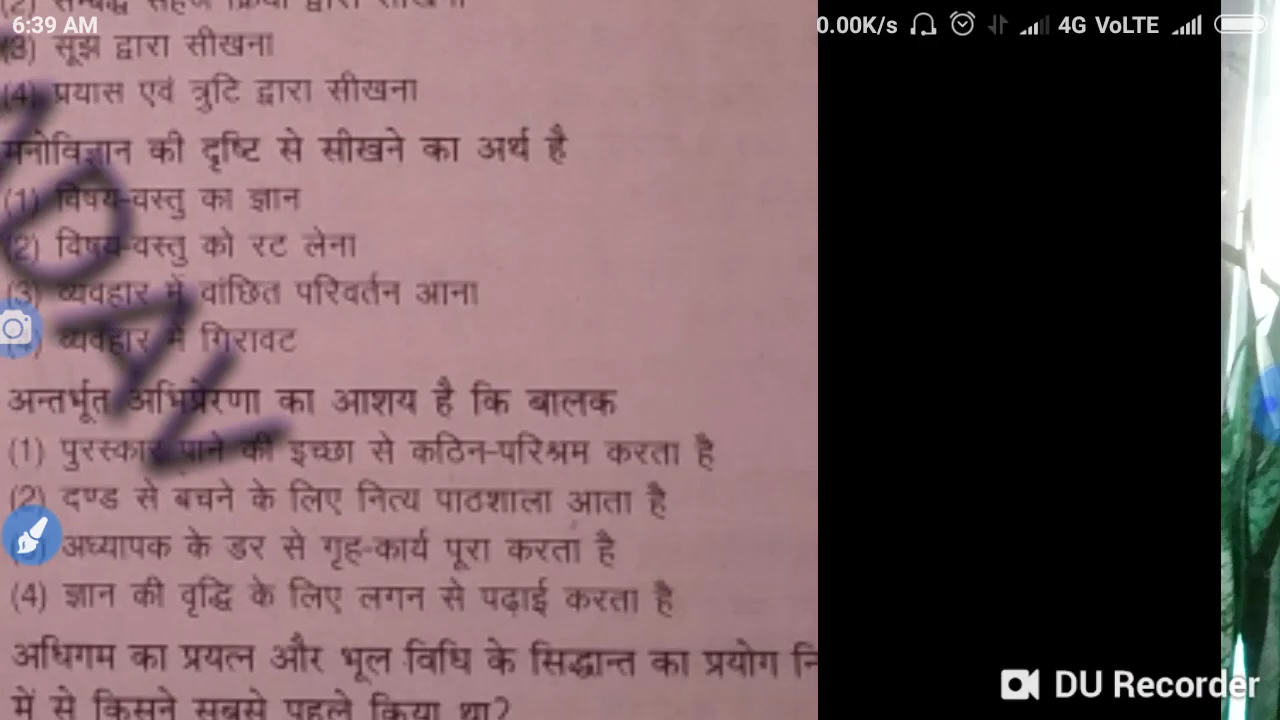 6:39 AM
0.00K/s 4G VoLTE
(3) सूझ द्वारा सीखना
(4) प्रयास एवं त्रुटि द्वारा सीखना
मनोविज्ञान की दृष्टि से सीखने का अर्थ है
(1) विषय-वस्तु का ज्ञान
(2) विषय-वस्तु को रट लेना
(3) व्यवहार में वांछित परिवर्तन आना
(4) व्यवहार में गिरावट
अन्तर्भूत अभिप्रेरणा का आशय है कि बालक
(1) पुरस्कार पाने की इच्छा से कठिन-परिश्रम करता है
(2) दण्ड से बचने के लिए नित्य पाठशाला आता है
(3) अध्यापक के डर से गृह-कार्य पूरा करता है
(4) ज्ञान की वृद्धि के लिए लगन से पढ़ाई करता है
अधिगम का प्रयत्न और भूल विधि के सिद्धान्त का प्रयोग नि
में से किसने सबसे पहले किया था?
DU Recorder